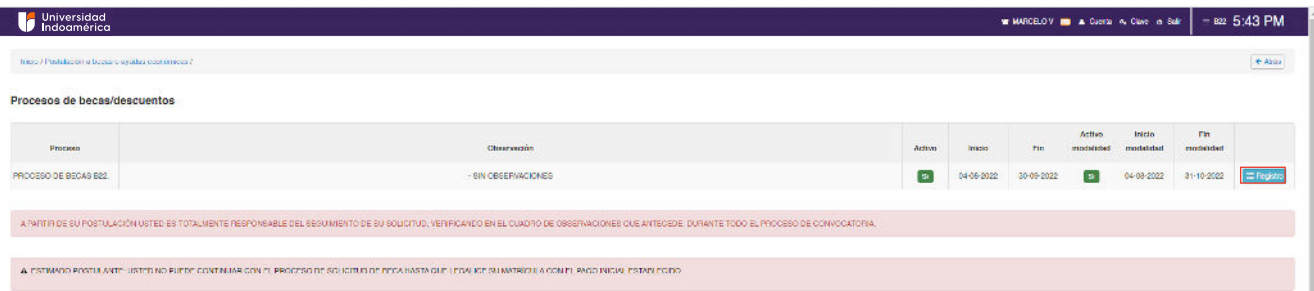 Universidad
Indoamérica
MARCELO V Cuenta Clave Salir B22 5:43 PM
Inicio / Postulación a becas o ayudas económicas /
Atrás
Procesos de becas/descuentos
Proceso Observación Activo Inicio Fin Activo modalidad Inicio modalidad Fin modalidad
PROCESO DE BECAS B22. - SIN OBSERVACIONES SI 04-08-2022 30-09-2022 SI 04-08-2022 31-10-2022 Registro
A PARTIR DE SU POSTULACIÓN USTED ES TOTALMENTE RESPONSABLE DEL SEGUIMIENTO DE SU SOLICITUD, VERIFICANDO EN EL CUADRO DE OBSERVACIONES QUE ANTECEDE, DURANTE TODO EL PROCESO DE CONVOCATORIA.
ESTIMADO POSTULANTE: USTED NO PUEDE CONTINUAR CON EL PROCESO DE SOLICITUD DE BECA HASTA QUE LEGALICE SU MATRÍCULA CON EL PAGO INICIAL ESTABLECIDO